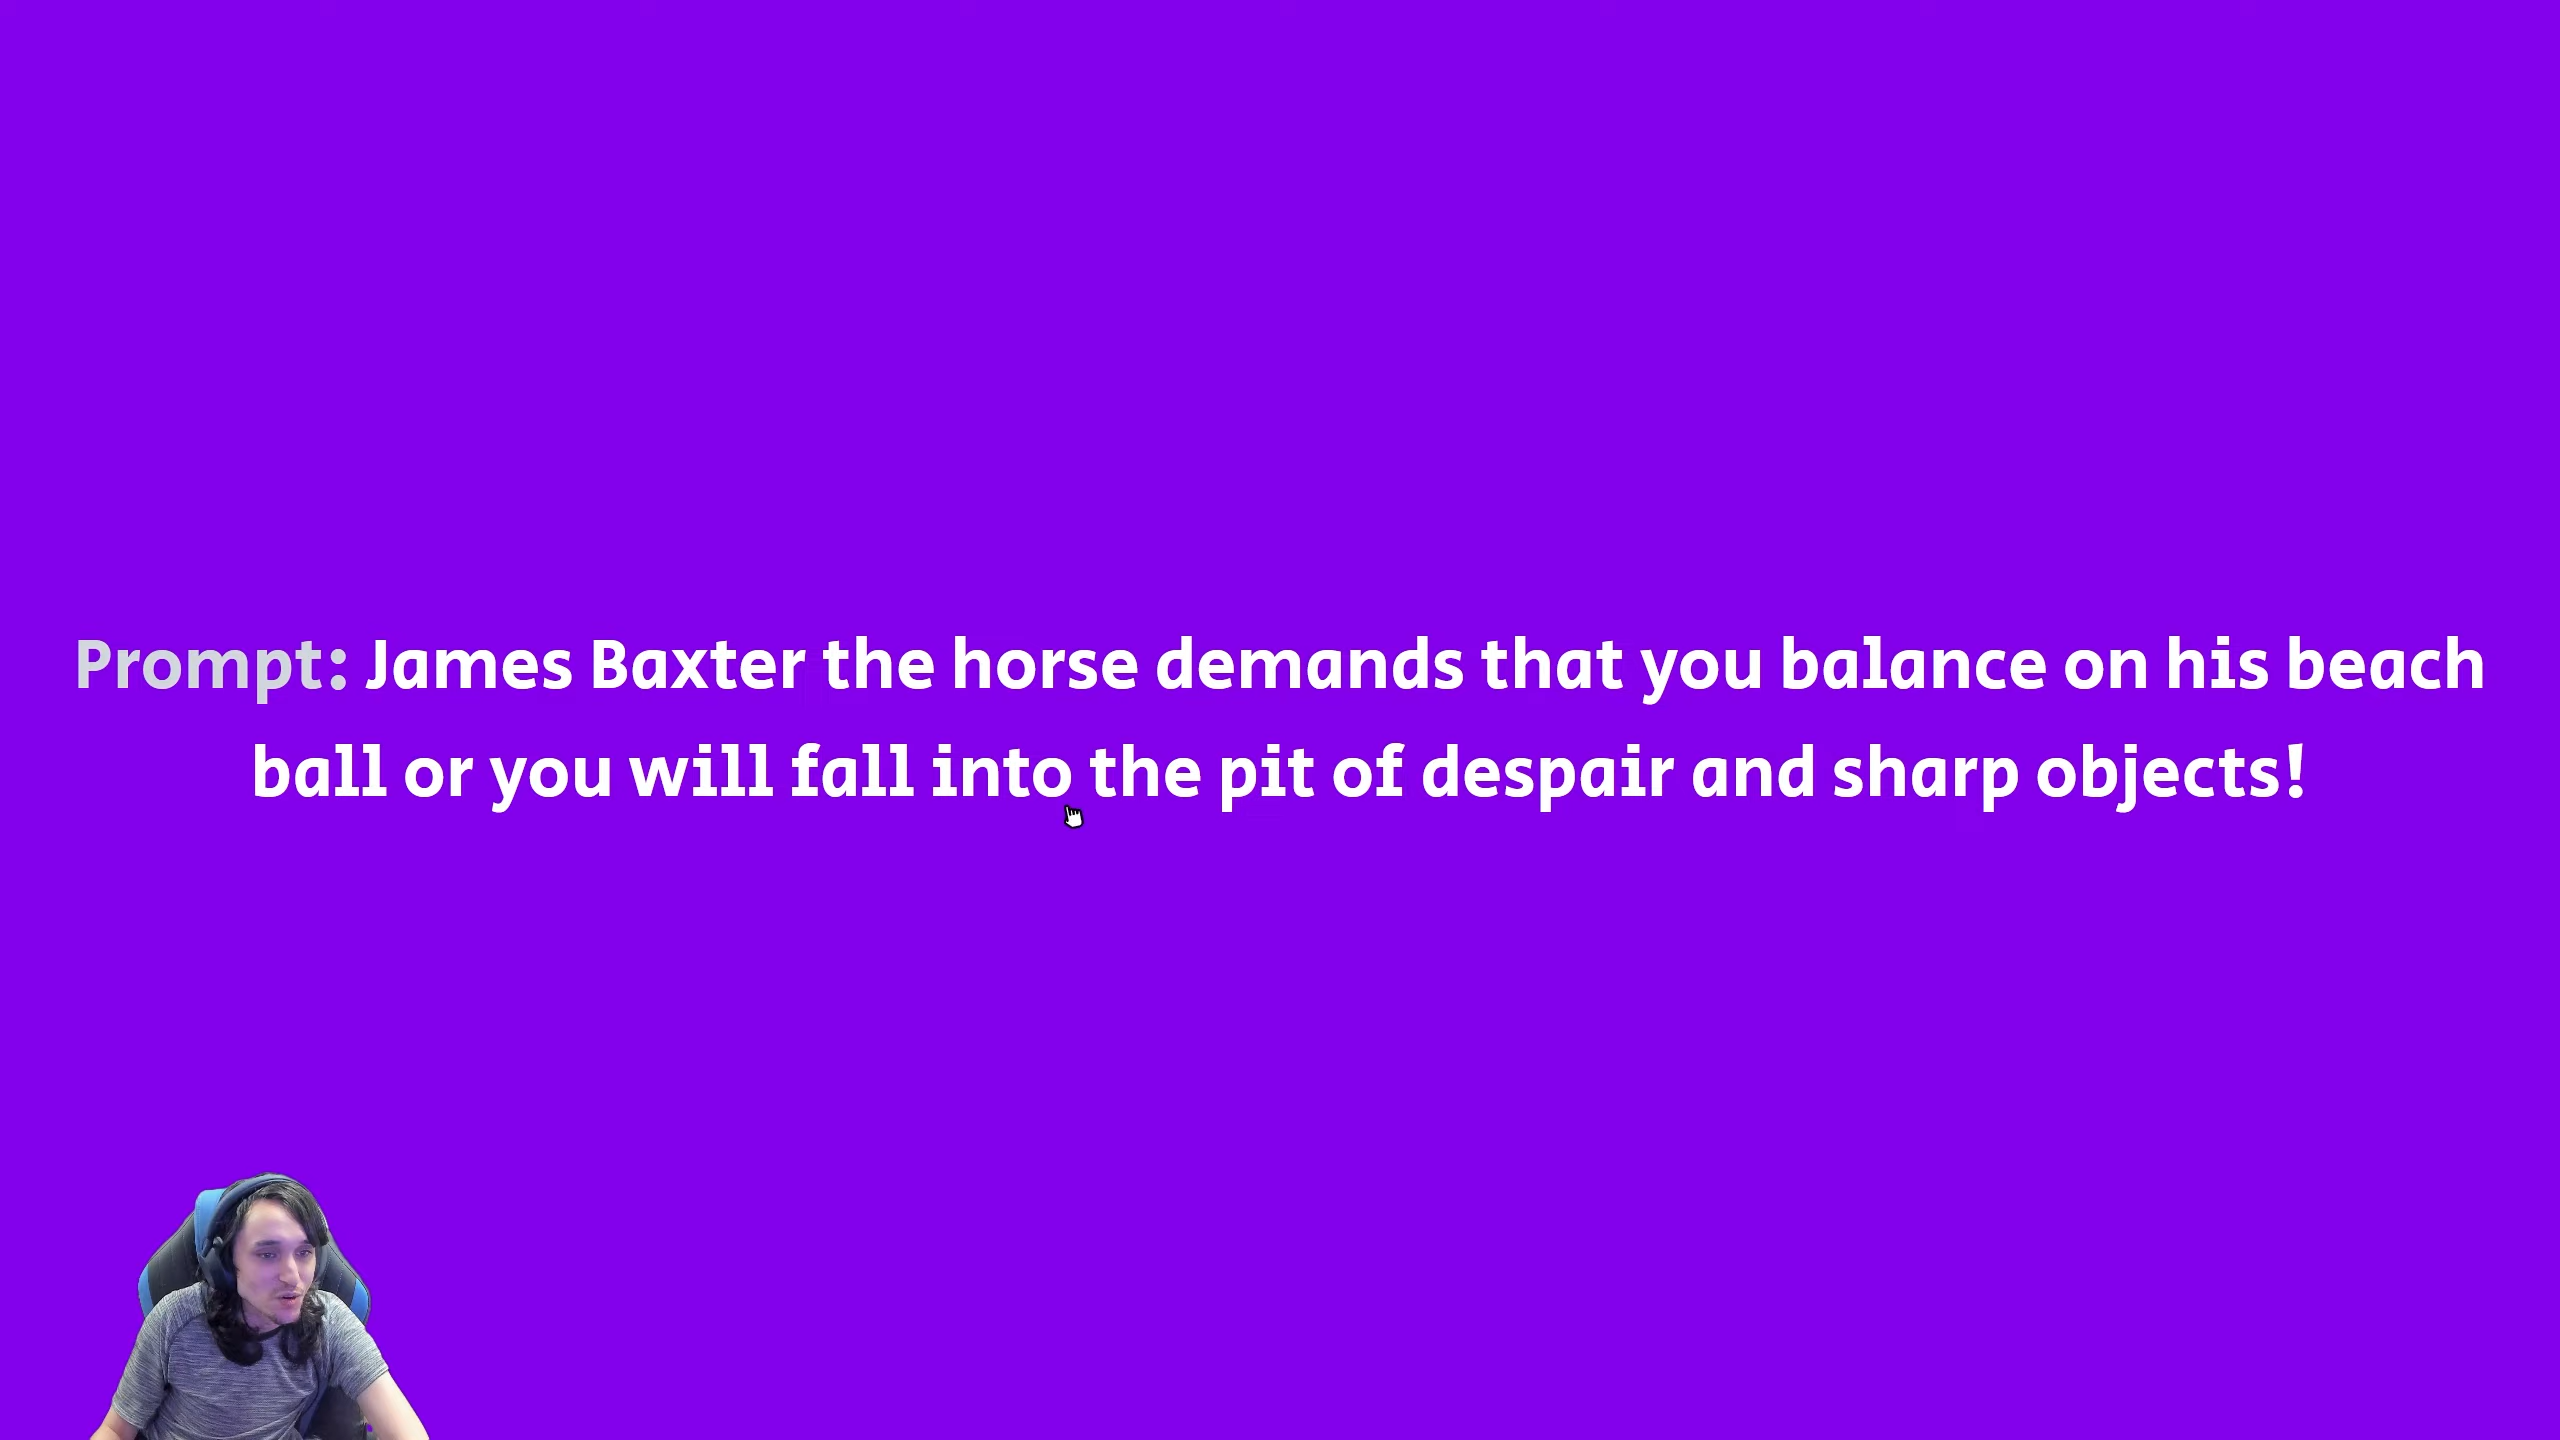 Prompt: James Baxter the horse demands that you balance on his beach
ball or you will fall into the pit of despair and sharp objects!